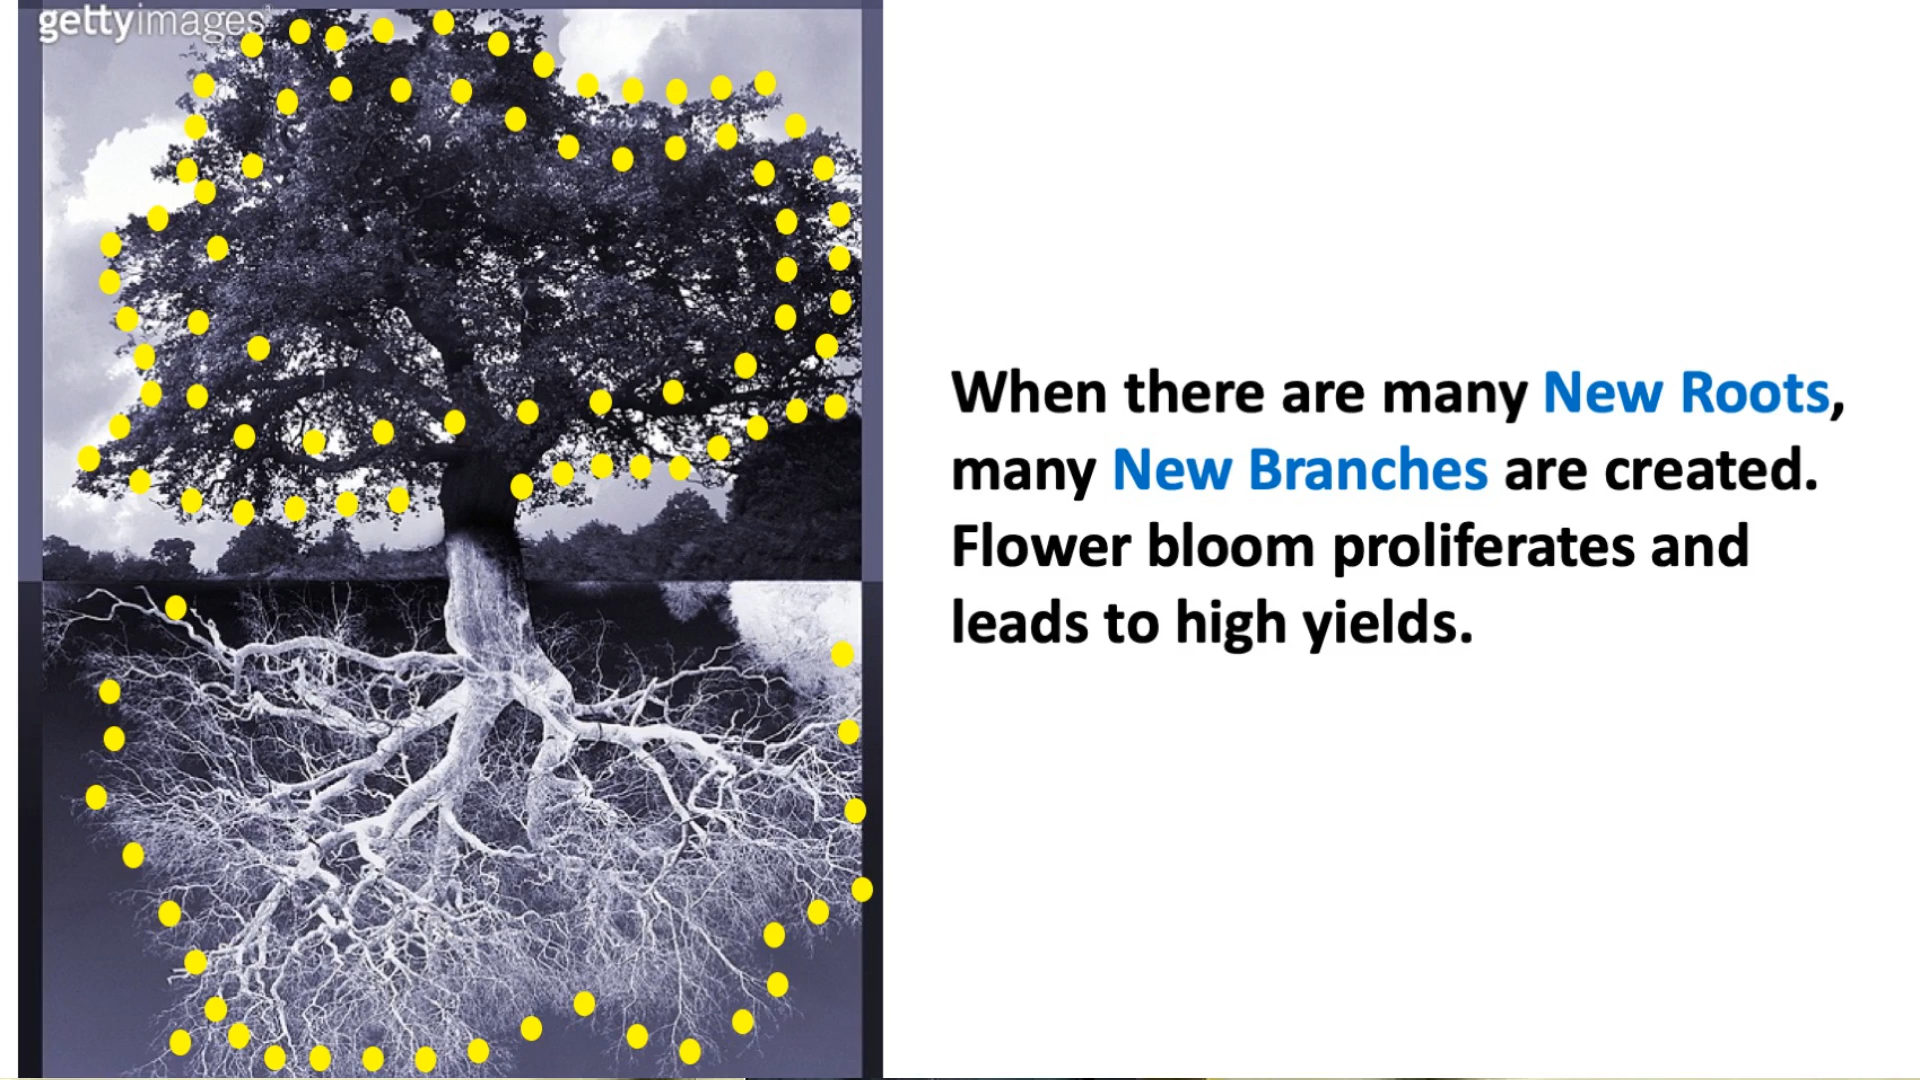 gettyimages®
When there are many New Roots,
many New Branches are created.
Flower bloom proliferates and
leads to high yields.